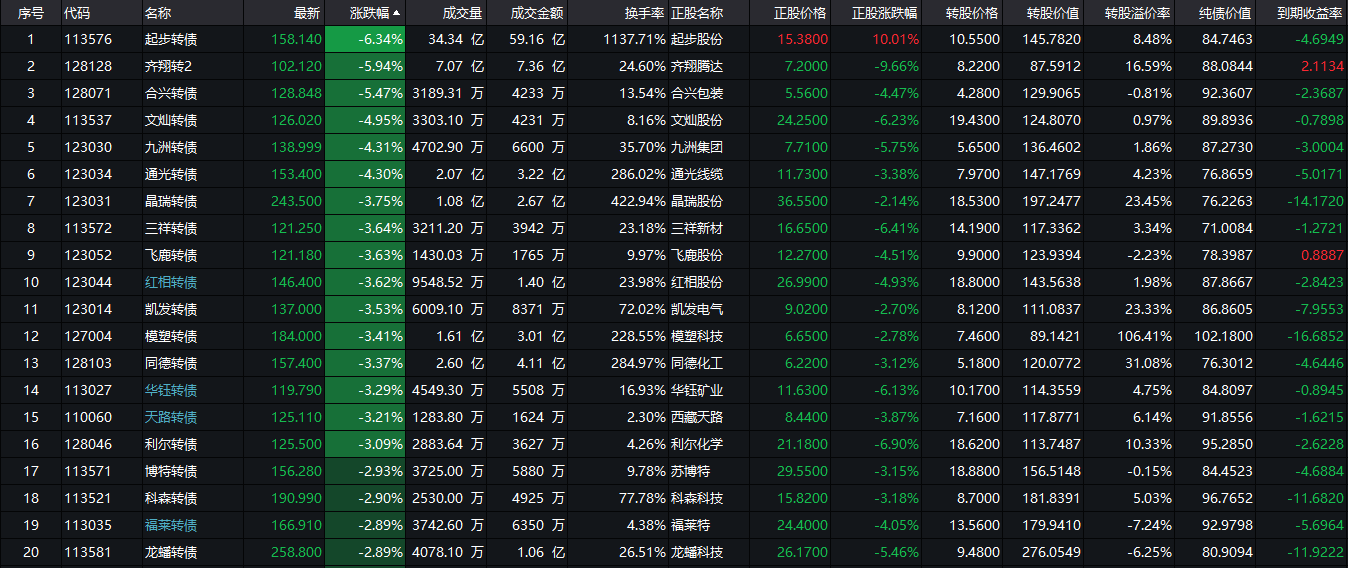 序号 代码 名称 最新 涨跌幅 成交量 成交金额 换手率 正股名称 正股价格 正股涨跌幅 转股价格 转股价值 转股溢价率 纯债价值 到期收益率
1 113576 起步转债 158.140 -6.34% 34.34 亿 59.16 亿 1137.71% 起步股份 15.3800 10.01% 10.5500 145.7820 8.48% 84.7463 -4.6949
2 128128 齐翔转2 102.120 -5.94% 7.07 亿 7.36 亿 24.60% 齐翔腾达 7.2000 -9.66% 8.2200 87.5912 16.59% 88.0844 2.1134
3 128071 合兴转债 128.848 -5.47% 3189.31 万 4233 万 13.54% 合兴包装 5.5600 -4.47% 4.2800 129.9065 -0.81% 92.3607 -2.3687
4 113537 文灿转债 126.020 -4.95% 3303.10 万 4231 万 8.16% 文灿股份 24.2500 -6.23% 19.4300 124.8070 0.97% 89.8936 -0.7898
5 123030 九洲转债 138.999 -4.31% 4702.90 万 6600 万 35.70% 九洲集团 7.7100 -5.75% 5.6500 136.4602 1.86% 87.2730 -3.0004
6 123034 通光转债 153.400 -4.30% 2.07 亿 3.22 亿 286.02% 通光线缆 11.7300 -3.38% 7.9700 147.1769 4.23% 76.8659 -5.0171
7 123031 晶瑞转债 243.500 -3.75% 1.08 亿 2.67 亿 422.94% 晶瑞股份 36.5500 -2.14% 18.5300 197.2477 23.45% 76.2263 -14.1720
8 113572 三祥转债 121.250 -3.64% 3211.20 万 3942 万 23.18% 三祥新材 16.6500 -6.41% 14.1900 117.3362 3.34% 71.0084 -1.2721
9 123052 飞鹿转债 121.180 -3.63% 1430.03 万 1765 万 9.97% 飞鹿股份 12.2700 -4.51% 9.9000 123.9394 -2.23% 78.3987 0.8887
10 123044 红相转债 146.400 -3.62% 9548.52 万 1.40 亿 23.98% 红相股份 26.9900 -4.93% 18.8000 143.5638 1.98% 87.8667 -2.8423
11 123014 凯发转债 137.000 -3.53% 6009.10 万 8371 万 72.02% 凯发电气 9.0200 -2.70% 8.1200 111.0837 23.33% 86.8605 -7.9553
12 127004 模塑转债 184.000 -3.41% 1.61 亿 3.01 亿 228.55% 模塑科技 6.6500 -2.78% 7.4600 89.1421 106.41% 102.1800 -16.6852
13 128103 同德转债 157.400 -3.37% 2.60 亿 4.11 亿 284.97% 同德化工 6.2200 -3.12% 5.1800 120.0772 31.08% 76.3012 -4.6446
14 113027 华钰转债 119.790 -3.29% 4549.30 万 5508 万 16.93% 华钰矿业 11.6300 -6.13% 10.1700 114.3559 4.75% 84.8097 -0.8945
15 110060 天路转债 125.110 -3.21% 1283.80 万 1624 万 2.30% 西藏天路 8.4400 -3.87% 7.1600 117.8771 6.14% 91.8556 -1.6215
16 128046 利尔转债 125.500 -3.09% 2883.64 万 3627 万 4.26% 利尔化学 21.1800 -6.90% 18.6200 113.7487 10.33% 95.2850 -2.6228
17 113571 博特转债 156.280 -2.93% 3725.00 万 5880 万 9.78% 苏博特 29.5500 -3.15% 18.8800 156.5148 -0.15% 84.4523 -4.6884
18 113521 科森转债 190.990 -2.90% 2530.00 万 4925 万 77.78% 科森科技 15.8200 -3.18% 8.7000 181.8391 5.03% 96.7652 -11.6820
19 113035 福莱转债 166.910 -2.89% 3742.60 万 6350 万 4.38% 福莱特 24.4000 -4.05% 13.5600 179.9410 -7.24% 92.9798 -5.6964
20 113581 龙蟠转债 258.800 -2.89% 4078.10 万 1.06 亿 26.51% 龙蟠科技 26.1700 -5.46% 9.4800 276.0549 -6.25% 80.9094 -11.9222